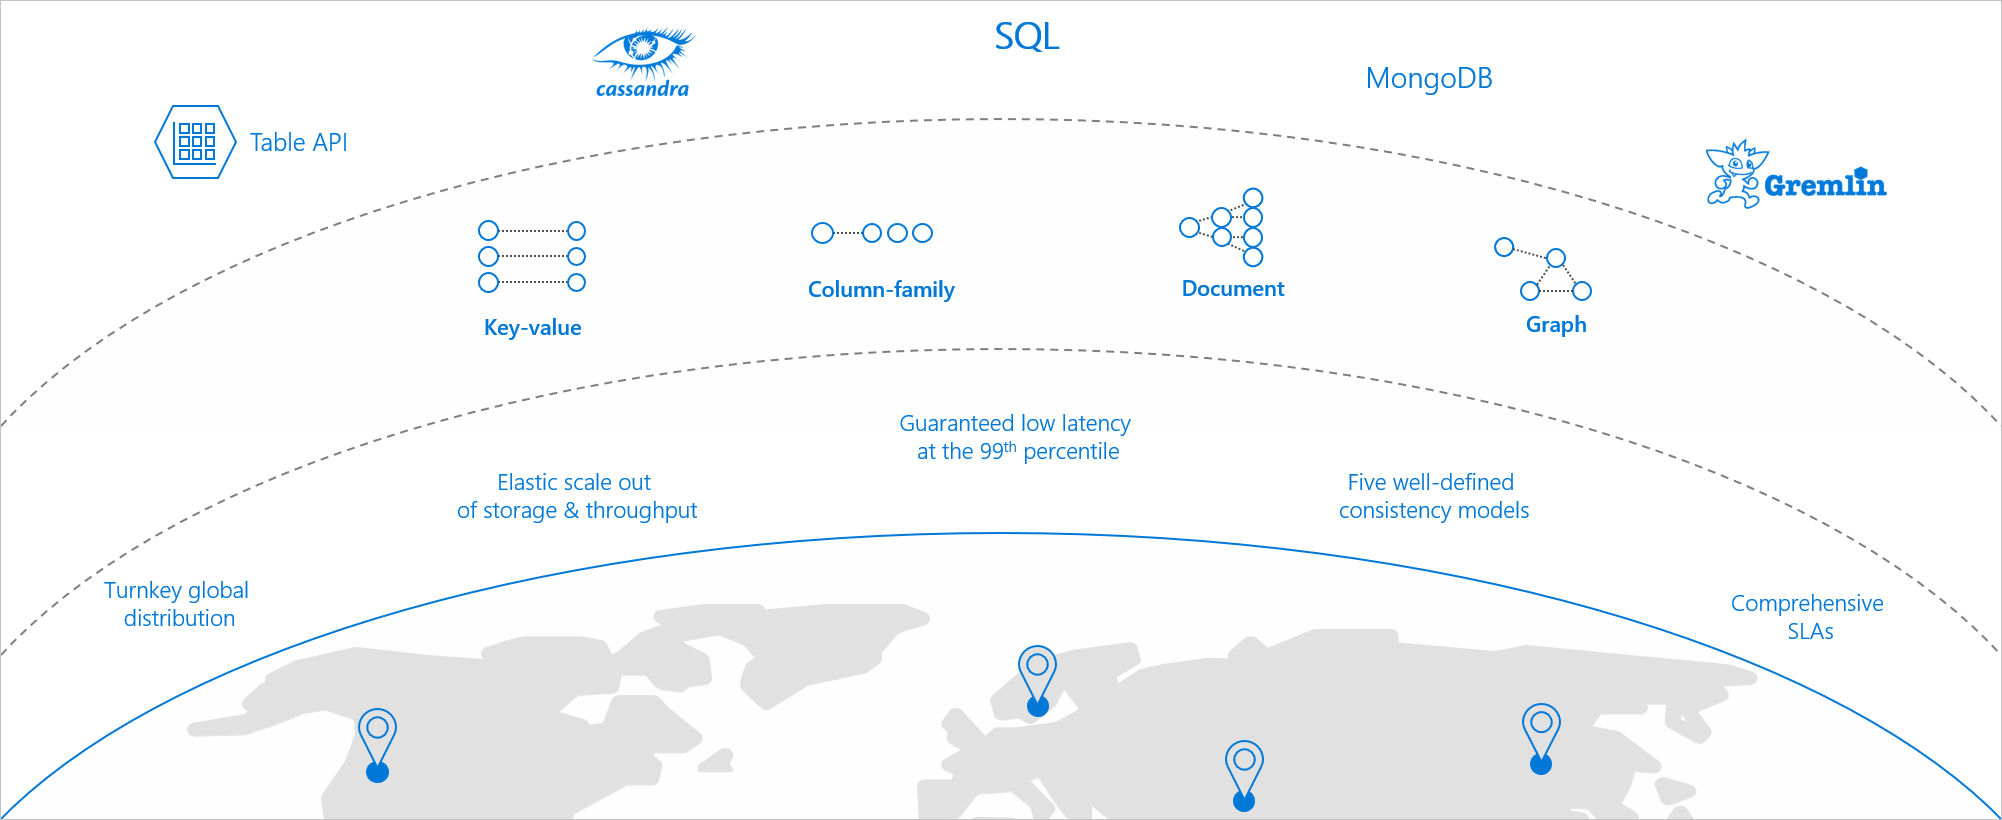 SQL
cassandra
MongoDB
Table API
Gremlin
Key-value
Column-family
Document
Graph
Guaranteed low latency
at the 99th percentile
Elastic scale out
of storage & throughput
Five well-defined
consistency models
Turnkey global
distribution
Comprehensive
SLAs